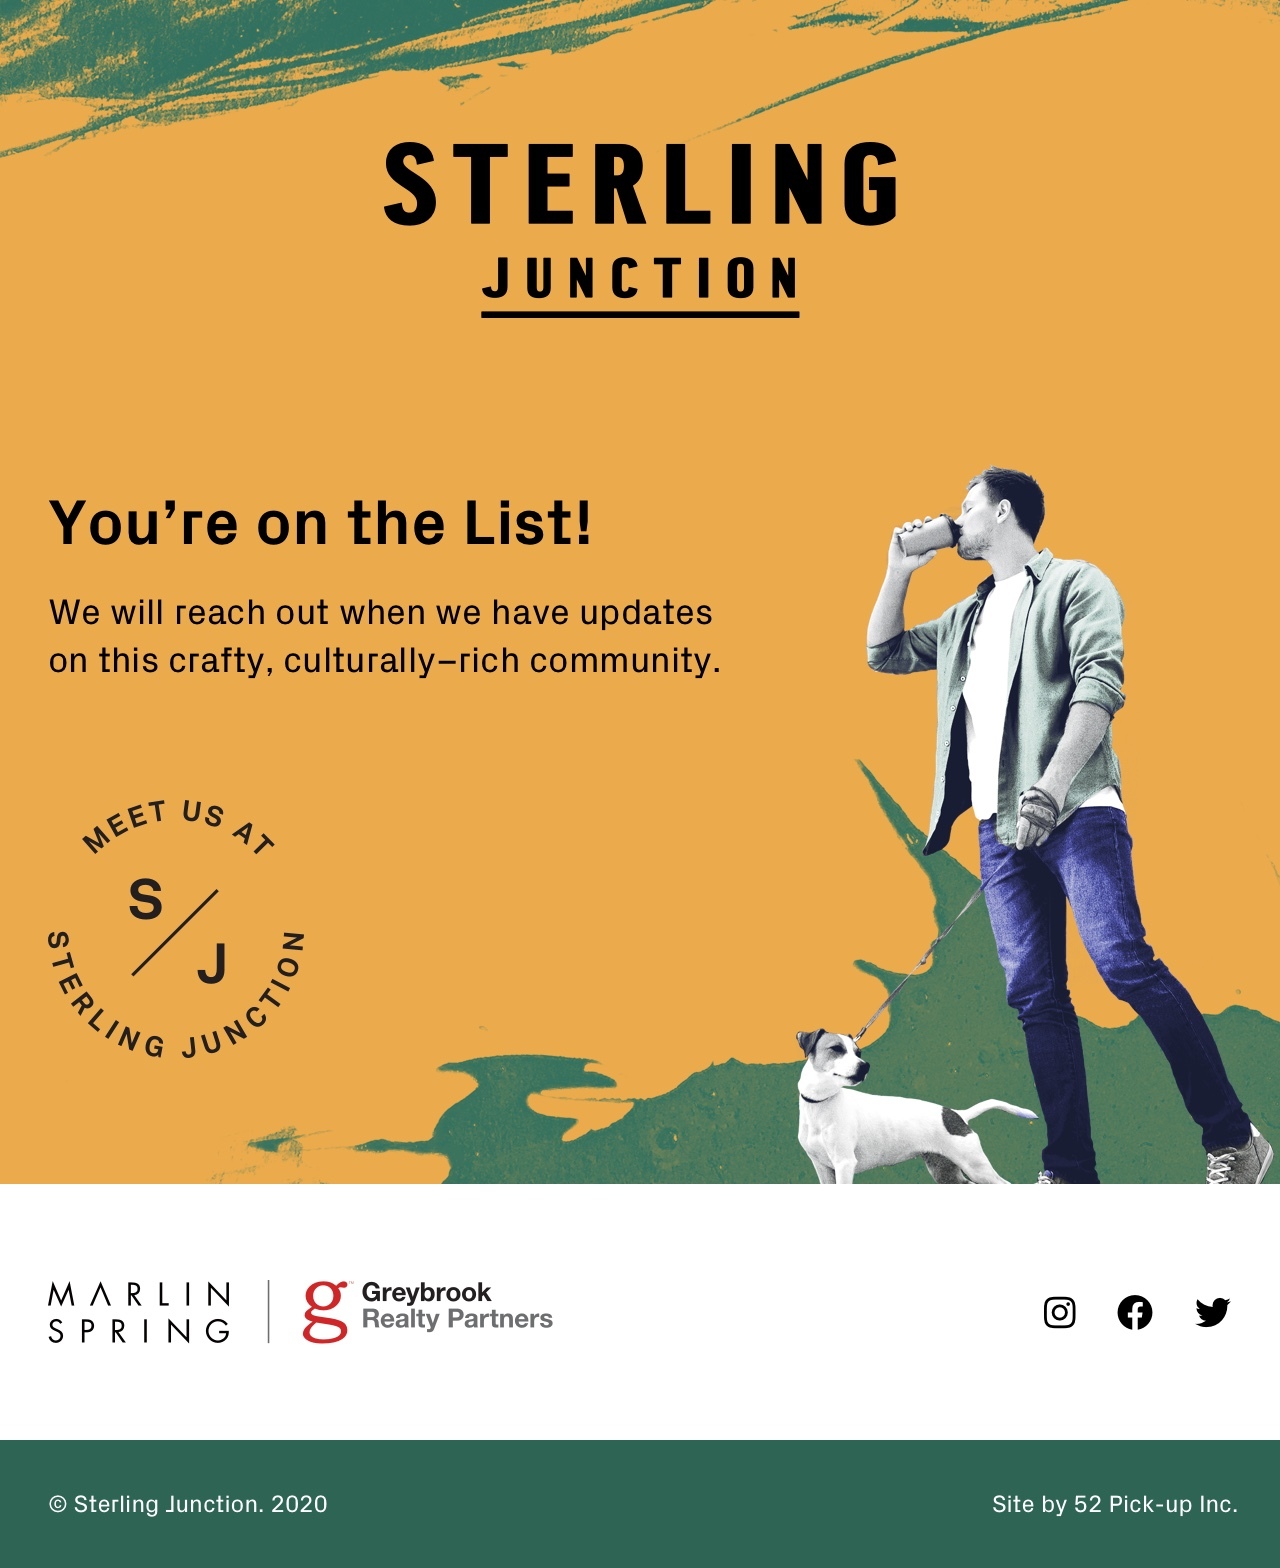 STERLING
JUNCTION
You’re on the List!
We will reach out when we have updates
on this crafty, culturally–rich community.
MEET US AT
S
J
STERLING JUNCTION
MARLIN
SPRING
g™
Greybrook
Realty Partners
© Sterling Junction. 2020
Site by 52 Pick-up Inc.